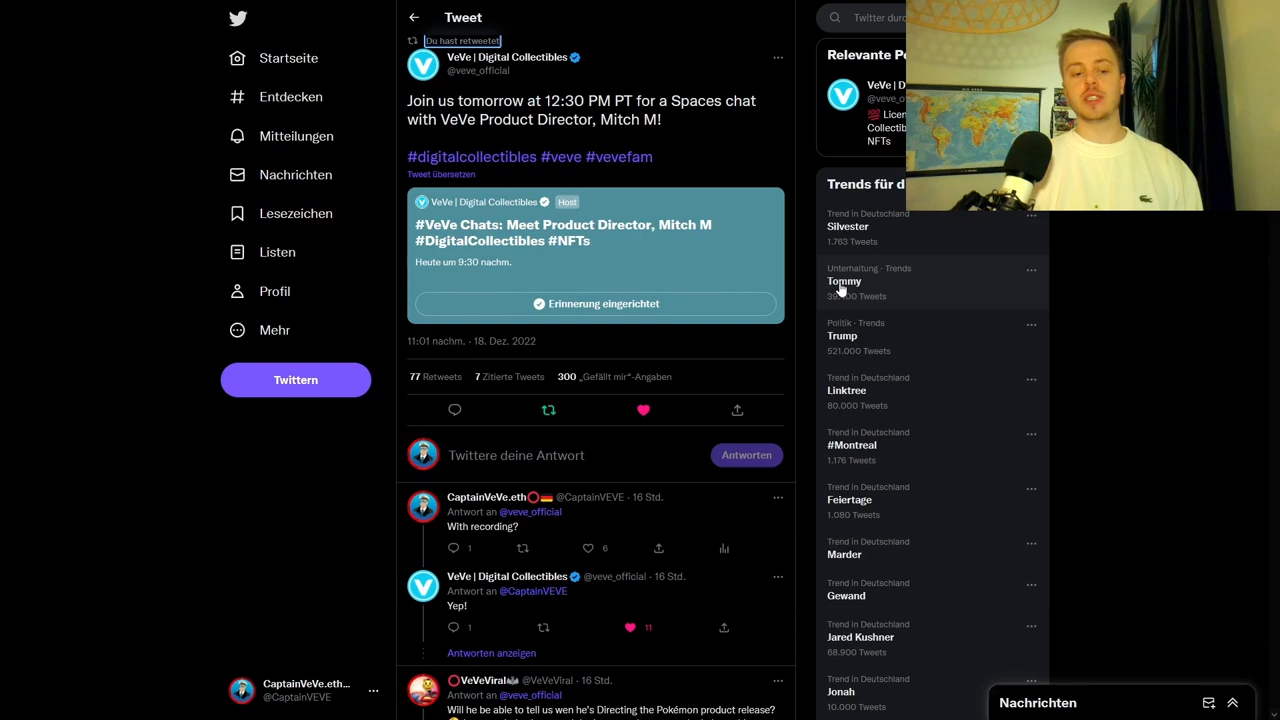 Startseite
Entdecken
Mitteilungen
Nachrichten
Lesezeichen
Listen
Profil
Mehr
Twittern
CaptainVeVe.eth...
@CaptainVEVE
Tweet
Du hast retweetet
VeVe | Digital Collectibles
@veve_official
Join us tomorrow at 12:30 PM PT for a Spaces chat
with VeVe Product Director, Mitch M!
#digitalcollectibles #veve #vevefam
Tweet übersetzen
VeVe | Digital Collectibles Host
#VeVe Chats: Meet Product Director, Mitch M
#DigitalCollectibles #NFTs
Heute um 9:30 nachm.
Erinnerung eingerichtet
11:01 nachm. · 18. Dez. 2022
77 Retweets 7 Zitierte Tweets 300 „Gefällt mir“-Angaben
Twittere deine Antwort
Antworten
CaptainVeVe.eth⭕🇩🇪 @CaptainVEVE · 16 Std.
Antwort an @veve_official
With recording?
1 6
VeVe | Digital Collectibles @veve_official · 16 Std.
Antwort an @CaptainVEVE
Yep!
1 11
Antworten anzeigen
⭕VeVeViral🦇 @VeVeViral · 16 Std.
Antwort an @veve_official
Will he be able to tell us wen he's Directing the Pokémon product release?
Twitter durc
Relevante Pe
VeVe | D
@veve_o
💯 Licen
Collectib
NFTs
Trends für d
Trend in Deutschland
Silvester
1.763 Tweets
Unterhaltung · Trends
Tommy
Tweets
Politik · Trends
Trump
521.000 Tweets
Trend in Deutschland
Linktree
80.000 Tweets
Trend in Deutschland
#Montreal
1.176 Tweets
Trend in Deutschland
Feiertage
1.080 Tweets
Trend in Deutschland
Marder
Trend in Deutschland
Gewand
Trend in Deutschland
Jared Kushner
68.900 Tweets
Trend in Deutschland
Jonah
10.000 Tweets
Nachrichten